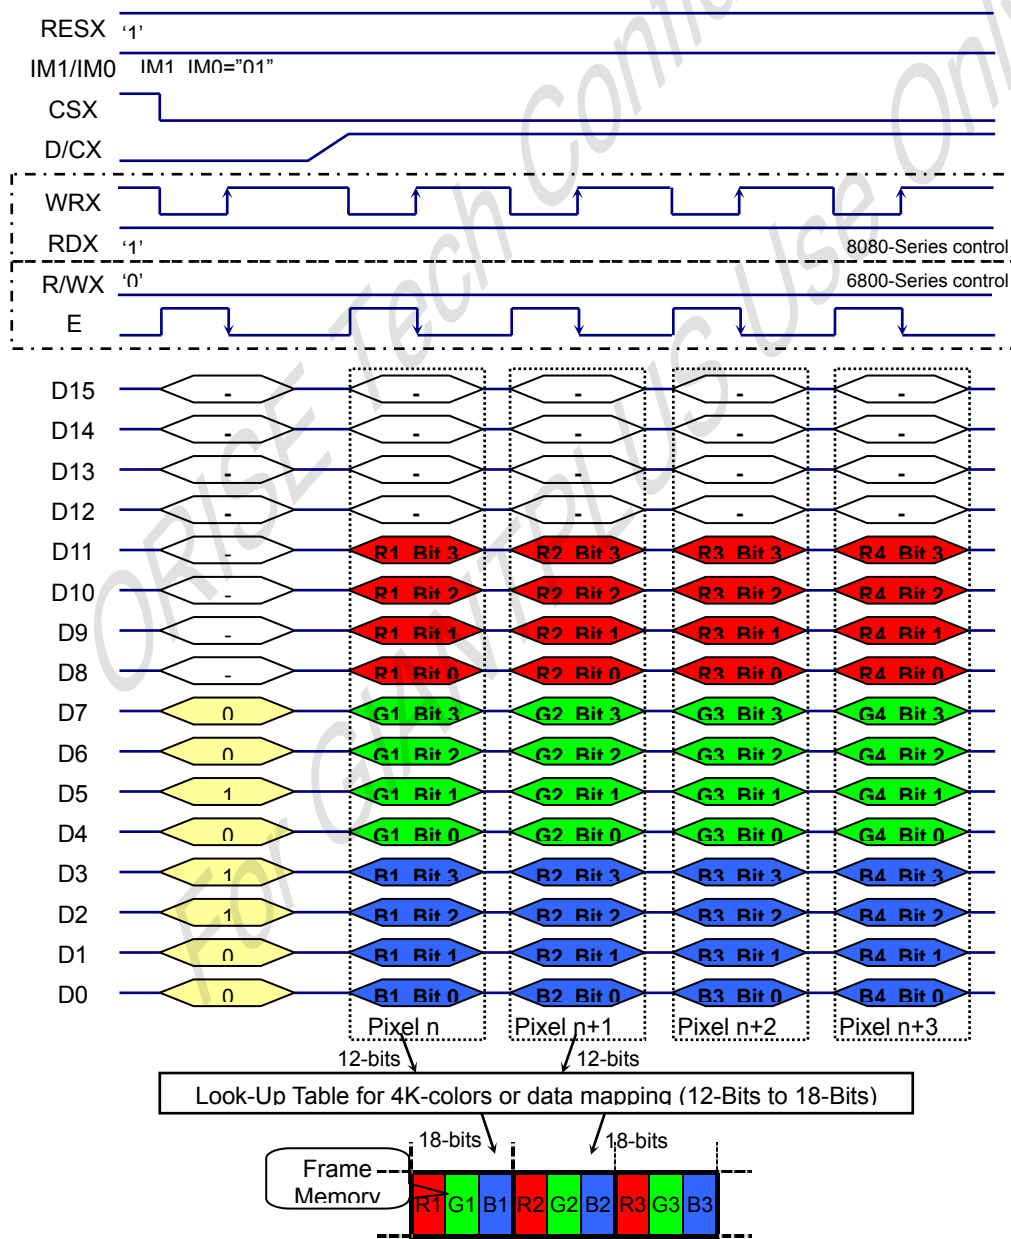 RESX '1'
IM1/IM0 IM1 IM0="01"
CSX
D/CX
WRX
RDX '1' 8080-Series control
R/WX '0' 6800-Series control
E
D15 - - - - -
D14 - - - - -
D13 - - - - -
D12 - - - - -
D11 - R1 Bit 3 R2 Bit 3 R3 Bit 3 R4 Bit 3
D10 - R1 Bit 2 R2 Bit 2 R3 Bit 2 R4 Bit 2
D9 - R1 Bit 1 R2 Bit 1 R3 Bit 1 R4 Bit 1
D8 - R1 Bit 0 R2 Bit 0 R3 Bit 0 R4 Bit 0
D7 0 G1 Bit 3 G2 Bit 3 G3 Bit 3 G4 Bit 3
D6 0 G1 Bit 2 G2 Bit 2 G3 Bit 2 G4 Bit 2
D5 1 G1 Bit 1 G2 Bit 1 G3 Bit 1 G4 Bit 1
D4 0 G1 Bit 0 G2 Bit 0 G3 Bit 0 G4 Bit 0
D3 1 B1 Bit 3 B2 Bit 3 B3 Bit 3 B4 Bit 3
D2 1 B1 Bit 2 B2 Bit 2 B3 Bit 2 B4 Bit 2
D1 0 B1 Bit 1 B2 Bit 1 B3 Bit 1 B4 Bit 1
D0 0 B1 Bit 0 B2 Bit 0 B3 Bit 0 B4 Bit 0
Pixel n Pixel n+1 Pixel n+2 Pixel n+3
12-bits 12-bits
Look-Up Table for 4K-colors or data mapping (12-Bits to 18-Bits)
18-bits 18-bits
Frame
Memory
R1 G1 B1 R2 G2 B2 R3 G3 B3
ORISE Tech
For GIANTPLUS Use